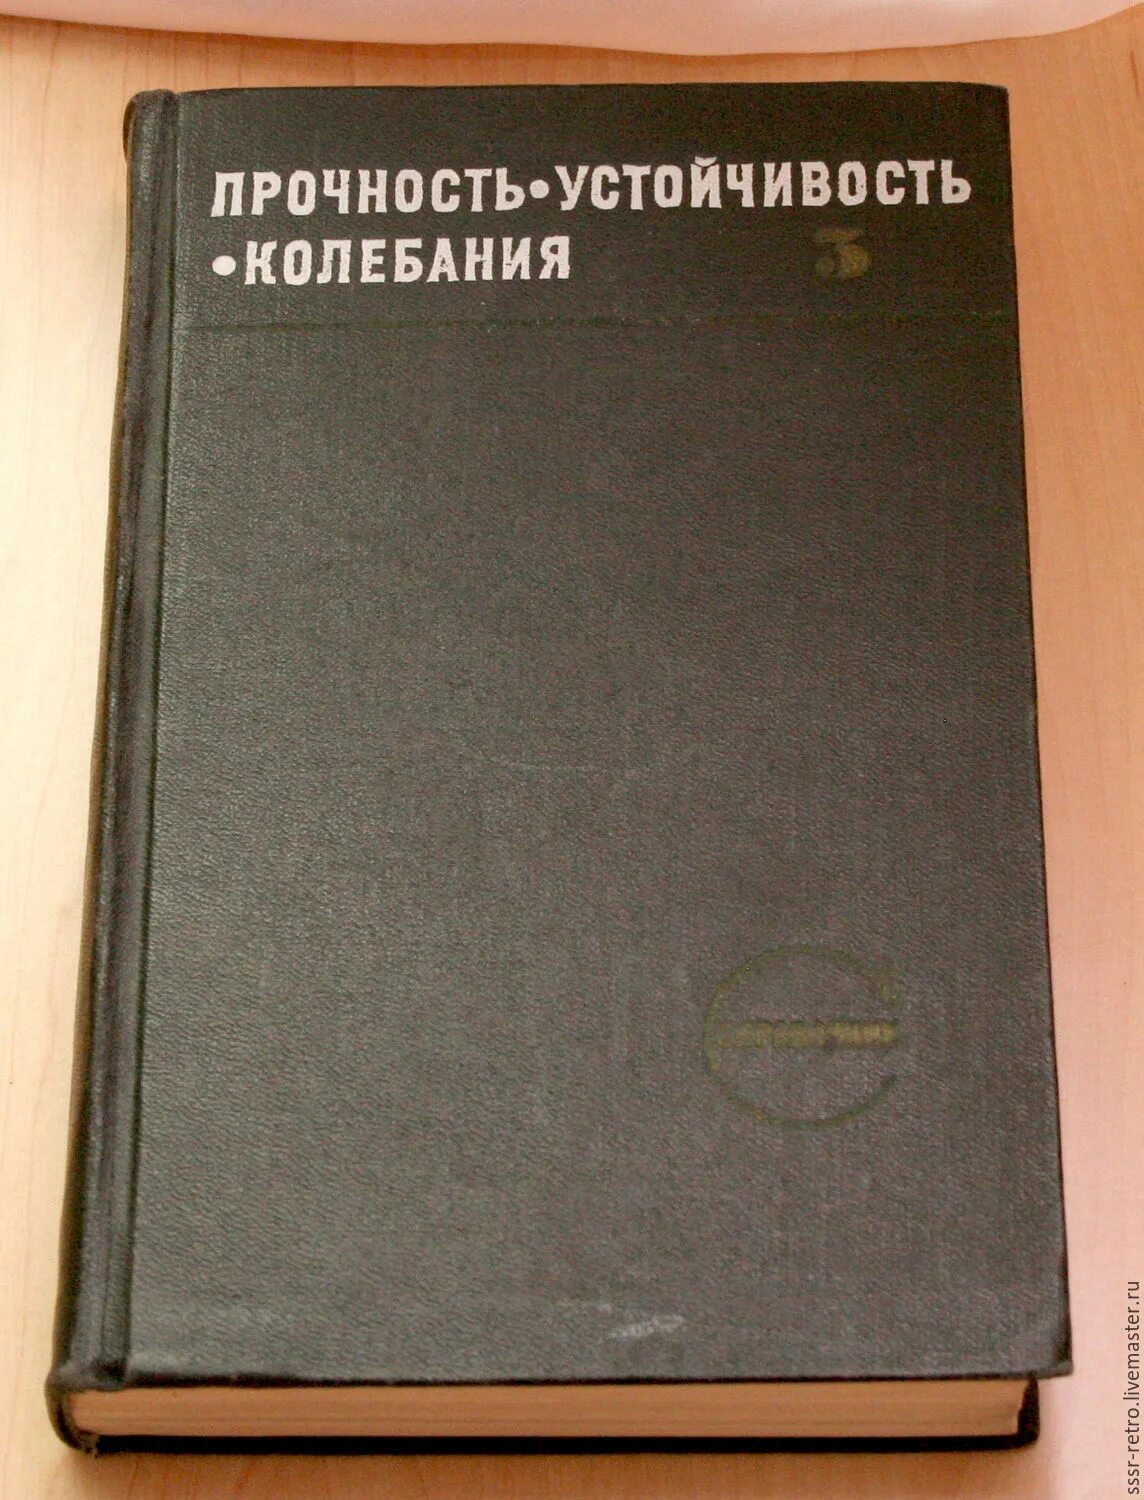 ПРОЧНОСТЬ•УСТОЙЧИВОСТЬ
•КОЛЕБАНИЯ
3
sssr-retro.livemaster.ru